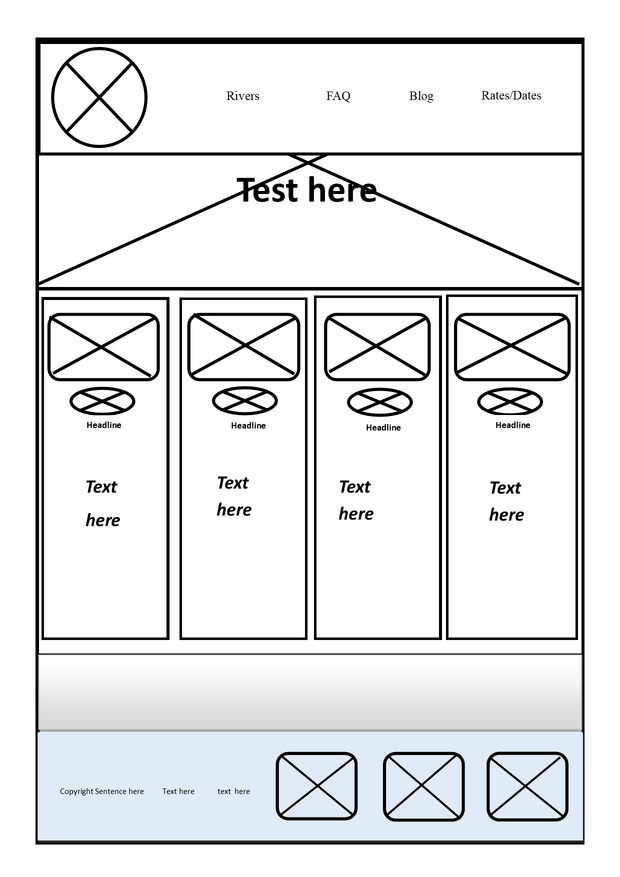 Rivers FAQ Blog Rates/Dates
Test here
Headline Headline Headline Headline
Text
here
Text
here
Text
here
Text
here
Copyright Sentence here Text here text here